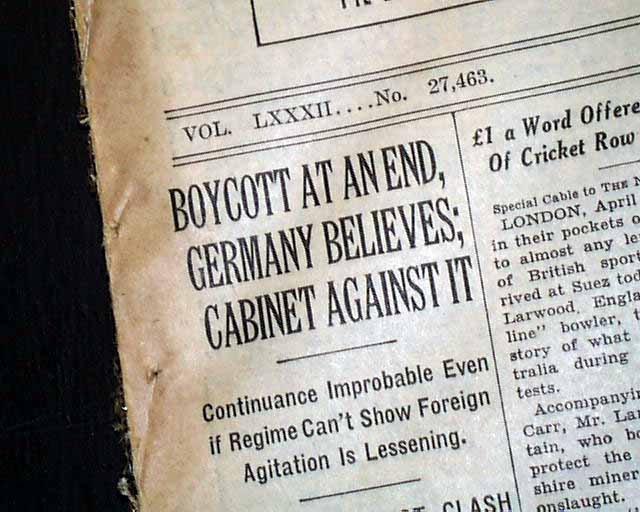 VOL. LXXXII....No. 27,463.
BOYCOTT AT AN END,
GERMANY BELIEVES;
CABINET AGAINST IT
Continuance Improbable Even
if Regime Can't Show Foreign
Agitation Is Lessening.
CLASH
£1 a Word Offere
Of Cricket Row
Special Cable to THE N
LONDON, April
in their pockets o
to almost any le
of British sport
rived at Suez tod
Larwood, Engla
line" bowler, t
story of what
tralia during
tests.
Accompanyin
Carr, Mr. Lar
tain, who bo
protect the
shire miner
onslaught.